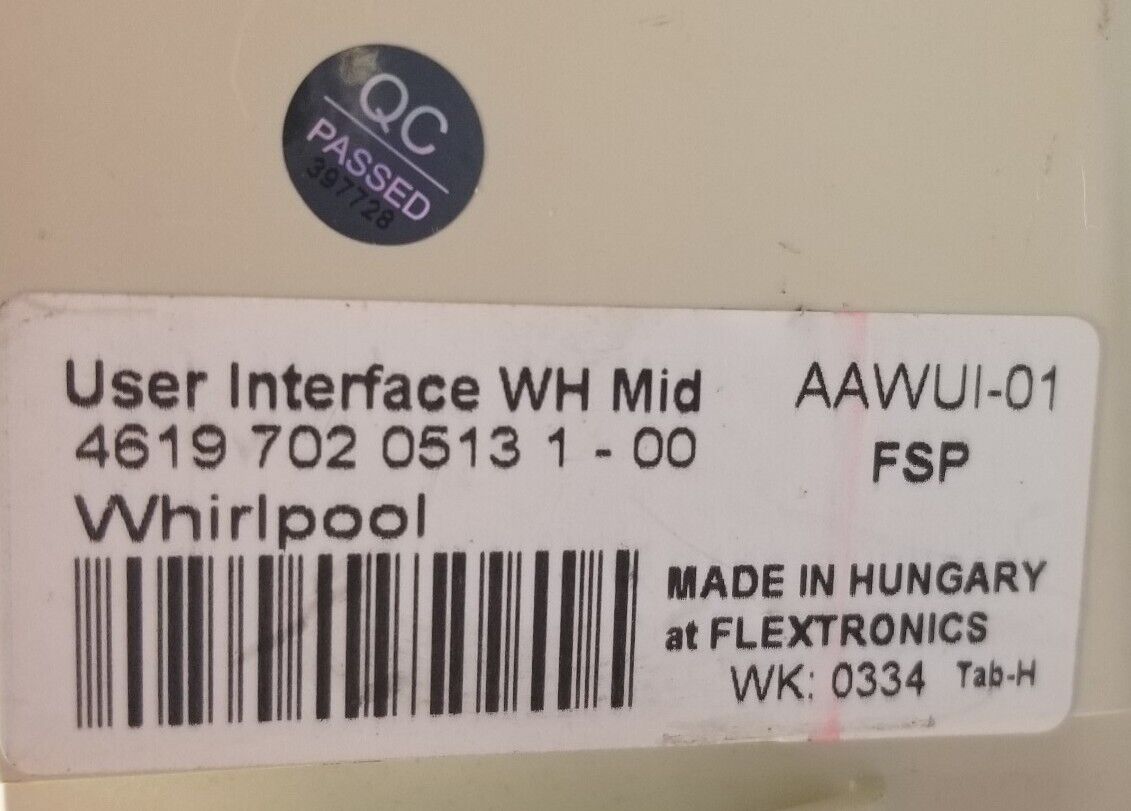 QC
PASSED
397728
User Interface WH Mid
AAWUI-01
4619 702 0513 1 - 00
FSP
Whirlpool
MADE IN HUNGARY
at FLEXTRONICS
WK: 0334 Tab-H